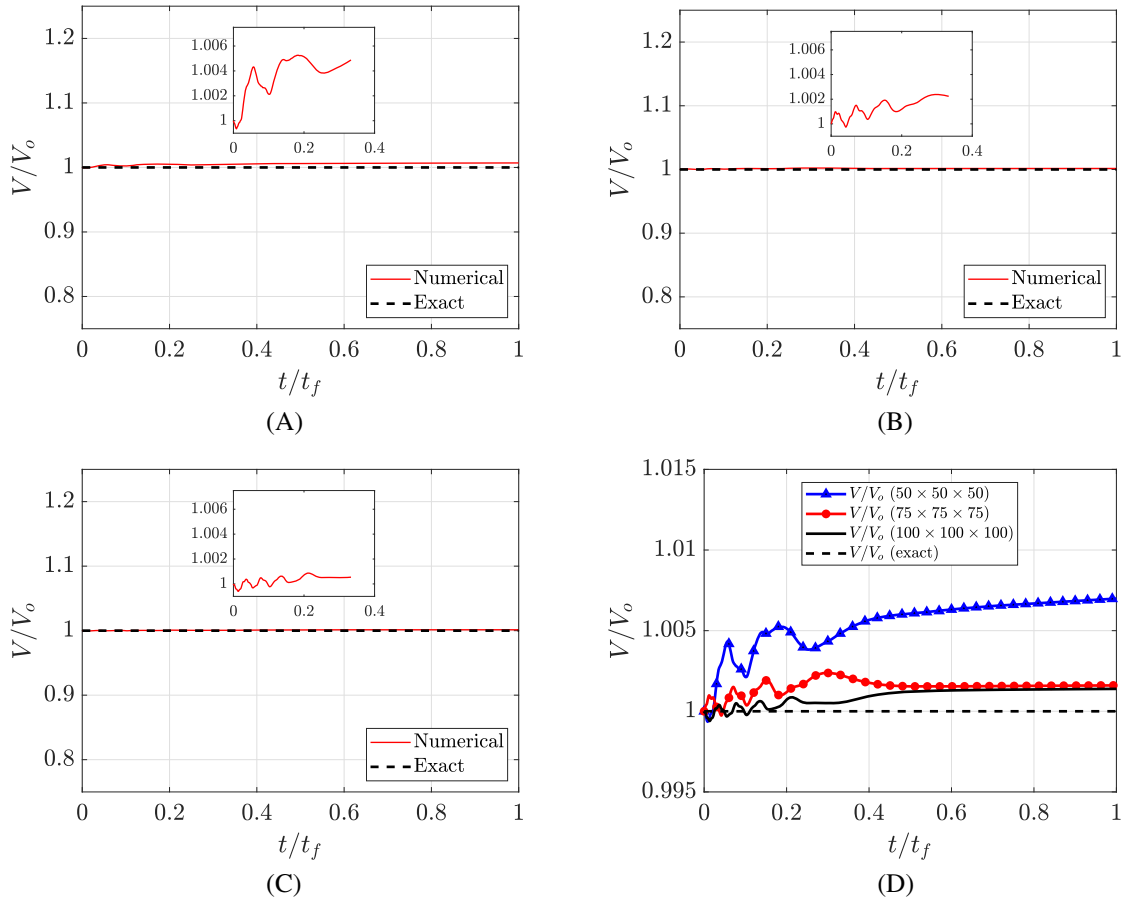 1.2
1.1
1
0.9
0.8
V/V_o
0
0.2
0.4
0.6
0.8
1
t/t_f
1.006
1.004
1.002
1
0
0.2
0.4
Numerical
Exact
(A)
1.2
1.1
1
0.9
0.8
V/V_o
0
0.2
0.4
0.6
0.8
1
t/t_f
1.006
1.004
1.002
1
0
0.2
0.4
Numerical
Exact
(B)
1.2
1.1
1
0.9
0.8
V/V_o
0
0.2
0.4
0.6
0.8
1
t/t_f
1.006
1.004
1.002
1
0
0.2
0.4
Numerical
Exact
(C)
1.015
1.01
1.005
1
0.995
V/V_o
0
0.2
0.4
0.6
0.8
1
t/t_f
V/V_o (50 × 50 × 50)
V/V_o (75 × 75 × 75)
V/V_o (100 × 100 × 100)
V/V_o (exact)
(D)